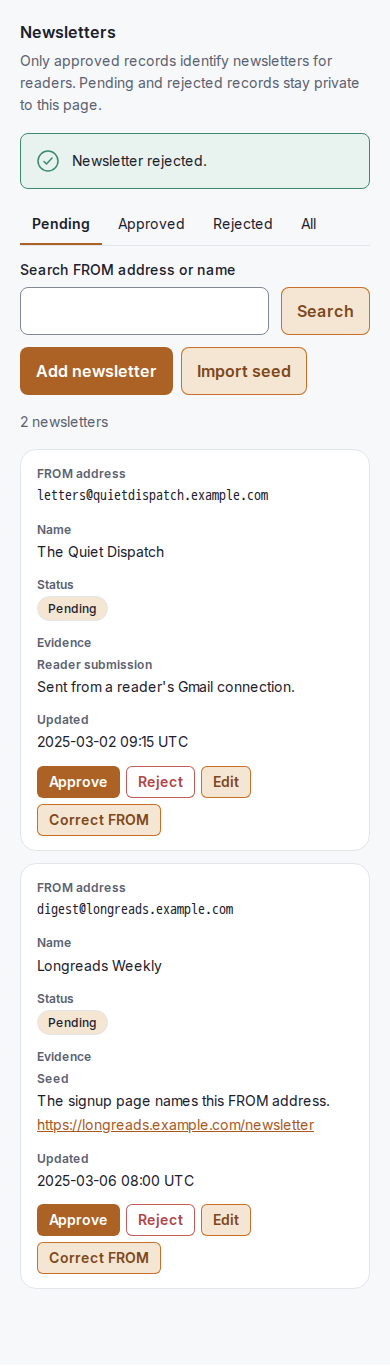 Newsletters
Only approved records identify newsletters for
readers. Pending and rejected records stay private
to this page.
Newsletter rejected.
Pending Approved Rejected All
Search FROM address or name
Search
Add newsletter Import seed
2 newsletters
FROM address
letters@quietdispatch.example.com
Name
The Quiet Dispatch
Status
Pending
Evidence
Reader submission
Sent from a reader's Gmail connection.
Updated
2025-03-02 09:15 UTC
Approve Reject Edit
Correct FROM
FROM address
digest@longreads.example.com
Name
Longreads Weekly
Status
Pending
Evidence
Seed
The signup page names this FROM address.
https://longreads.example.com/newsletter
Updated
2025-03-06 08:00 UTC
Approve Reject Edit
Correct FROM